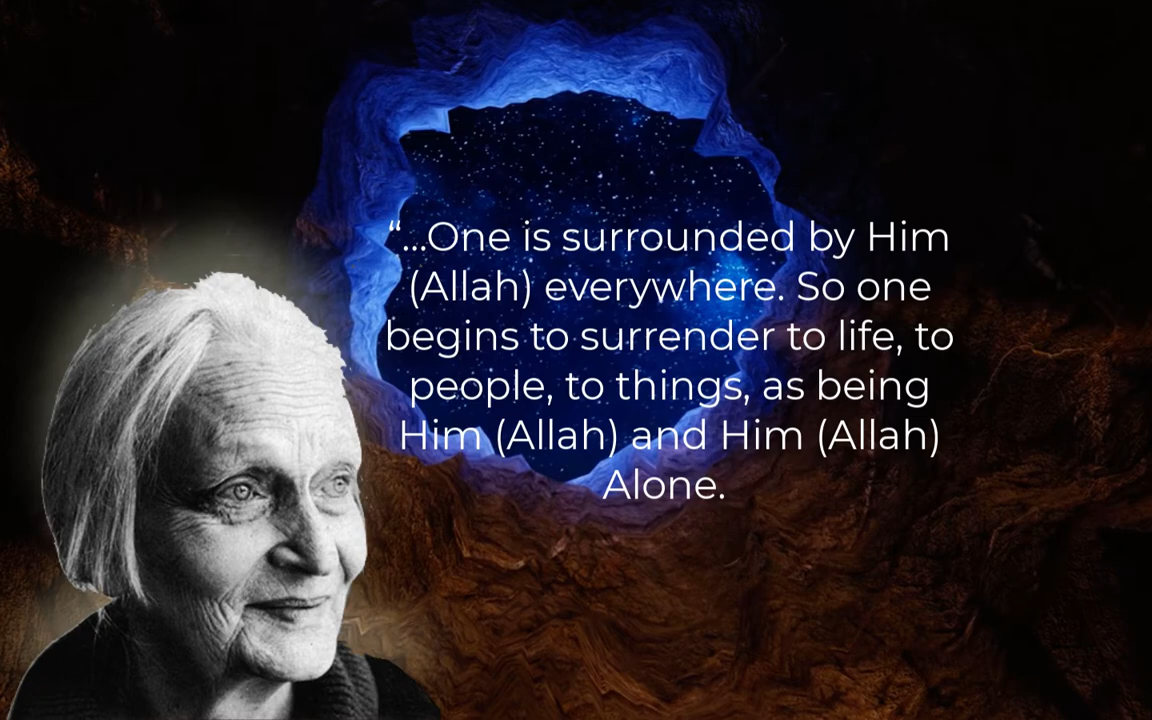 “...One is surrounded by Him
(Allah) everywhere. So one
begins to surrender to life, to
people, to things, as being
Him (Allah) and Him (Allah)
Alone.